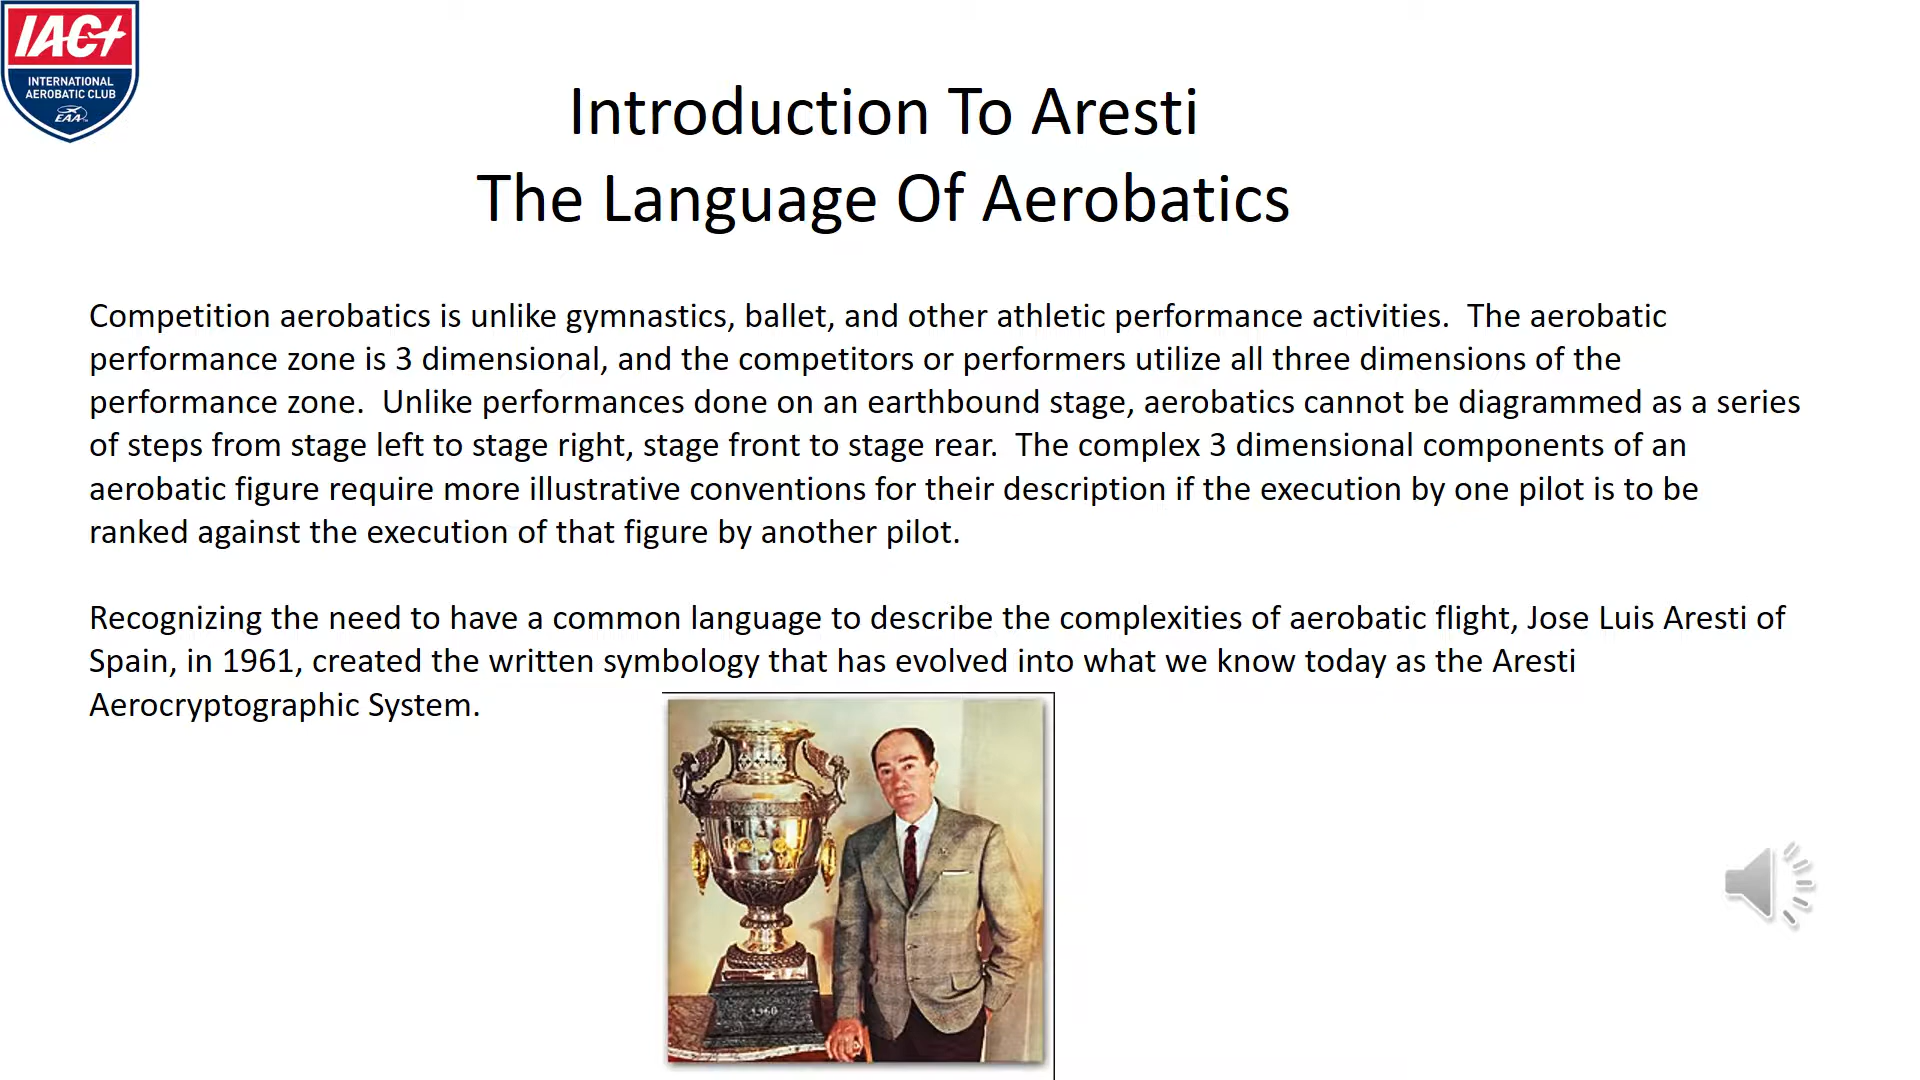 IAC
INTERNATIONAL
AEROBATIC CLUB
EAA
Introduction To Aresti
The Language Of Aerobatics
Competition aerobatics is unlike gymnastics, ballet, and other athletic performance activities.  The aerobatic
performance zone is 3 dimensional, and the competitors or performers utilize all three dimensions of the
performance zone.  Unlike performances done on an earthbound stage, aerobatics cannot be diagrammed as a series
of steps from stage left to stage right, stage front to stage rear.  The complex 3 dimensional components of an
aerobatic figure require more illustrative conventions for their description if the execution by one pilot is to be
ranked against the execution of that figure by another pilot.
Recognizing the need to have a common language to describe the complexities of aerobatic flight, Jose Luis Aresti of
Spain, in 1961, created the written symbology that has evolved into what we know today as the Aresti
Aerocryptographic System.